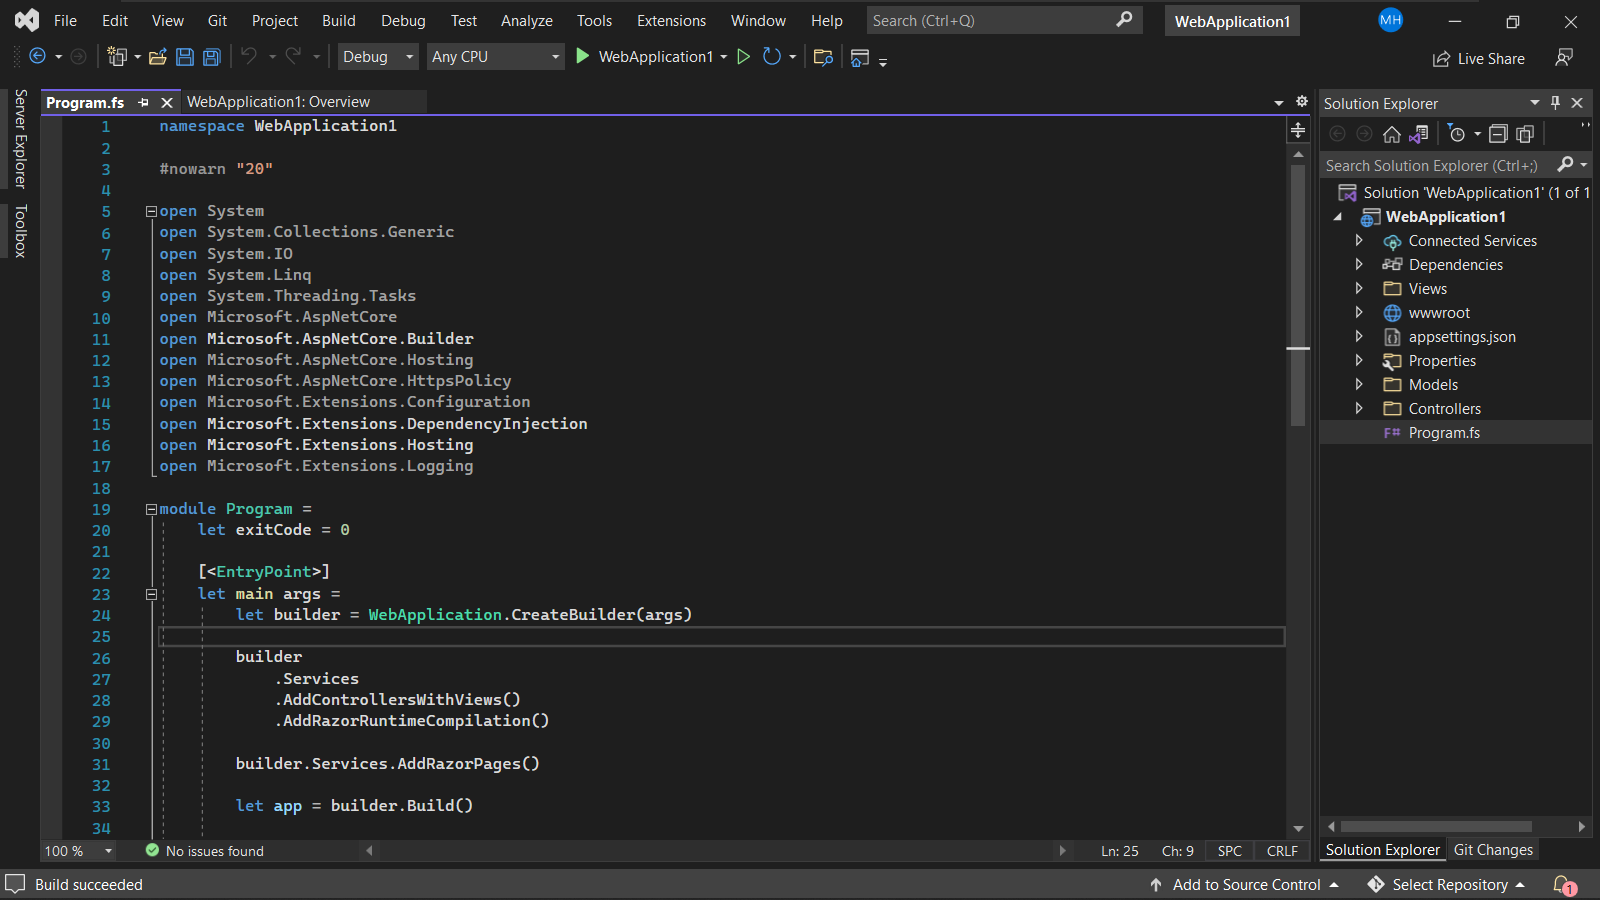 File Edit View Git Project Build Debug Test Analyze Tools Extensions Window Help Search (Ctrl+Q) WebApplication1 MH
Debug Any CPU WebApplication1 Live Share
Server Explorer
Toolbox
Program.fs WebApplication1: Overview
1 namespace WebApplication1
2
3 #nowarn "20"
4
5 open System
6 open System.Collections.Generic
7 open System.IO
8 open System.Linq
9 open System.Threading.Tasks
10 open Microsoft.AspNetCore
11 open Microsoft.AspNetCore.Builder
12 open Microsoft.AspNetCore.Hosting
13 open Microsoft.AspNetCore.HttpsPolicy
14 open Microsoft.Extensions.Configuration
15 open Microsoft.Extensions.DependencyInjection
16 open Microsoft.Extensions.Hosting
17 open Microsoft.Extensions.Logging
18
19 module Program =
20 let exitCode = 0
21
22 [<EntryPoint>]
23 let main args =
24 let builder = WebApplication.CreateBuilder(args)
25
26 builder
27 .Services
28 .AddControllersWithViews()
29 .AddRazorRuntimeCompilation()
30
31 builder.Services.AddRazorPages()
32
33 let app = builder.Build()
34
100 % No issues found Ln: 25 Ch: 9 SPC CRLF
Solution Explorer
Search Solution Explorer (Ctrl+;)
Solution 'WebApplication1' (1 of 1
WebApplication1
Connected Services
Dependencies
Views
wwwroot
appsettings.json
Properties
Models
Controllers
F# Program.fs
Solution Explorer Git Changes
Build succeeded Add to Source Control Select Repository 1